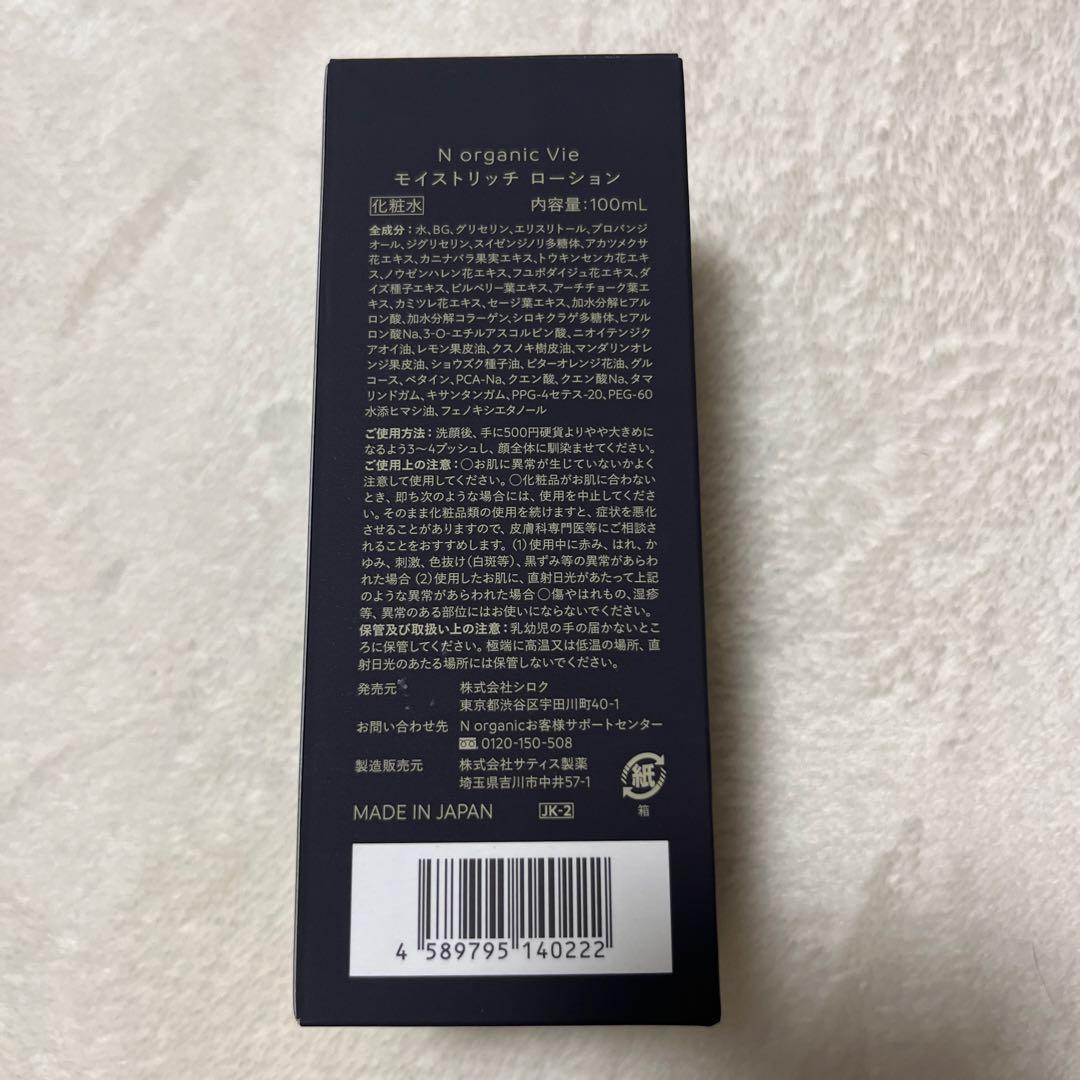 N organic Vie
モイストリッチ ローション
化粧水 内容量:100mL
全成分:水、BG、グリセリン、エリスリトール、プロパンジ
オール、ジグリセリン、スイゼンジノリ多糖体、アカツメクサ
花エキス、カニナバラ果実エキス、トウキンセンカ花エキ
ス、ノウゼンハレン花エキス、フユボダイジュ花エキス、ダ
イズ種子エキス、ビルベリー葉エキス、アーチチョーク葉エ
キス、カミツレ花エキス、セージ葉エキス、加水分解ヒアル
ロン酸、加水分解コラーゲン、シロキクラゲ多糖体、ヒアル
ロン酸Na、3-O-エチルアスコルビン酸、ニオイテンジク
アオイ油、レモン果皮油、クスノキ樹皮油、マンダリンオレ
ンジ果皮油、ショウズク種子油、ビターオレンジ花油、グル
コース、ベタイン、PCA-Na、クエン酸、クエン酸Na、タマ
リンドガム、キサンタンガム、PPG-4セテス-20、PEG-60
水添ヒマシ油、フェノキシエタノール
ご使用方法:洗顔後、手に500円硬貨よりやや大きめに
なるよう3〜4プッシュし、顔全体に馴染ませてください。
ご使用上の注意:○お肌に異常が生じていないかよく
注意して使用してください。○化粧品がお肌に合わない
とき、即ち次のような場合には、使用を中止してくださ
い。そのまま化粧品類の使用を続けますと、症状を悪化
させることがありますので、皮膚科専門医等にご相談さ
れることをおすすめします。(1)使用中に赤み、はれ、か
ゆみ、刺激、色抜け(白斑等)、黒ずみ等の異常があらわ
れた場合 (2)使用したお肌に、直射日光があたって上記
のような異常があらわれた場合 ○傷やはれもの、湿疹
等、異常のある部位にはお使いにならないでください。
保管及び取扱い上の注意:乳幼児の手の届かないとこ
ろに保管してください。極端に高温又は低温の場所、直
射日光のあたる場所には保管しないでください。
発売元 株式会社シロク
東京都渋谷区宇田川町40-1
お問い合わせ先 N organicお客様サポートセンター
0120-150-508
製造販売元 株式会社サティス製薬
埼玉県吉川市中井57-1
紙
箱
MADE IN JAPAN JK-2
4 589795 140222